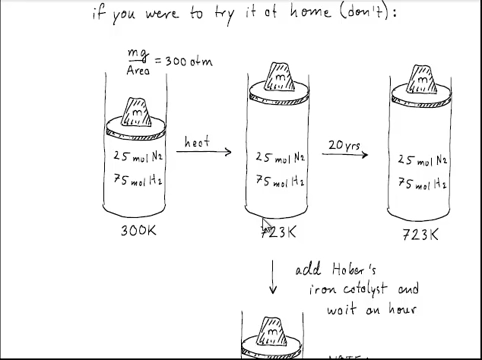 if you were to try it at home (don't):
mg
Area
= 300 atm
m
m
m
25 mol N2
75 mol H2
heat
25 mol N2
75 mol H2
20 yrs
25 mol N2
75 mol H2
300K
723K
723K
add Haber's
iron catalyst and
wait an hour
m